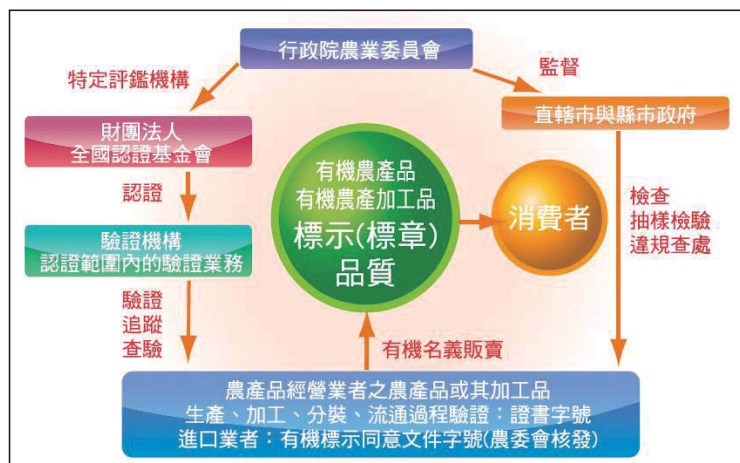 行政院農業委員會
特定評鑑機構
監督
財團法人
全國認證基金會
直轄市與縣市政府
認證
有機農產品
有機農產加工品
標示(標章)
品質
消費者
檢查
抽樣檢驗
違規查處
驗證機構
認證範圍內的驗證業務
驗證
追蹤
查驗
有機名義販賣
農產品經營業者之農產品或其加工品
生產、加工、分裝、流通過程驗證：證書字號
進口業者：有機標示同意文件字號(農委會核發)